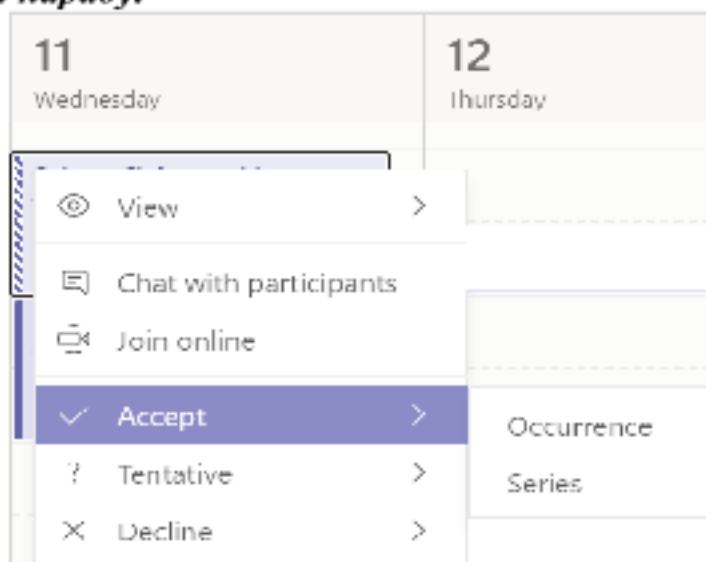 11
Wednesday
12
Thursday
View
Chat with participants
Join online
Accept
Occurrence
Tentative
Series
Decline